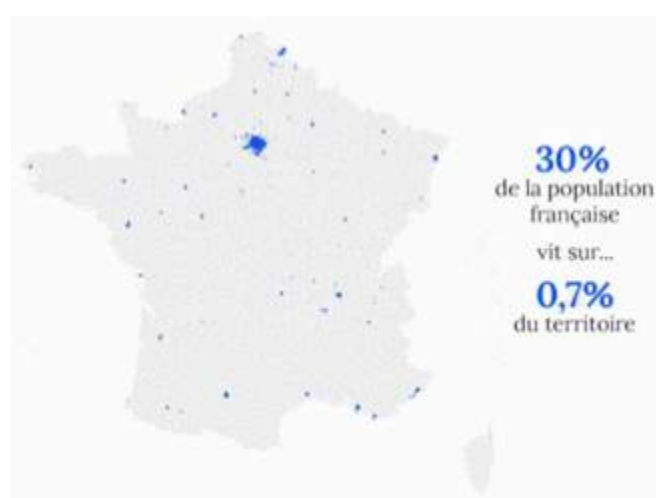 30%
de la population
française
vit sur...
0,7%
du territoire